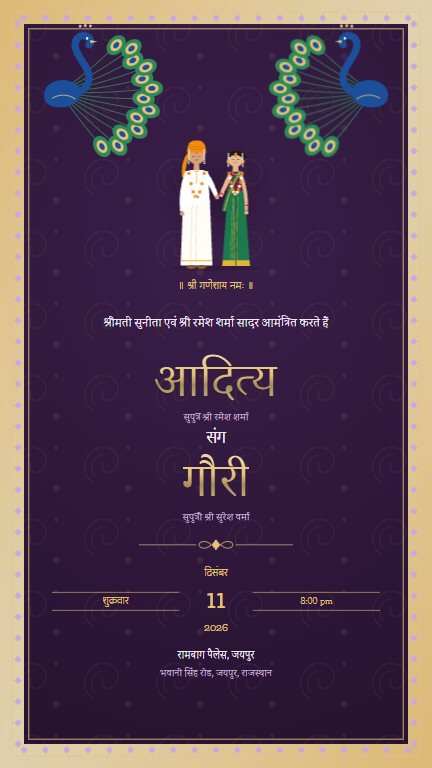 ॥ श्री गणेशाय नमः ॥
श्रीमती सुनीता एवं श्री रमेश शर्मा सादर आमंत्रित करते हैं
आदित्य
सुपुत्र श्री रमेश शर्मा
संग
गौरी
सुपुत्री श्री सुरेश वर्मा
दिसंबर
शुक्रवार 11 8:00 pm
2026
रामबाग पैलेस, जयपुर
भवानी सिंह रोड, जयपुर, राजस्थान